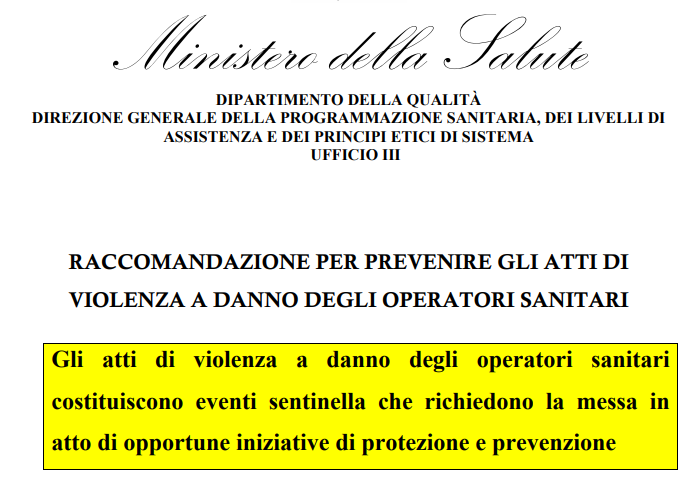 Ministero della Salute
DIPARTIMENTO DELLA QUALITÀ
DIREZIONE GENERALE DELLA PROGRAMMAZIONE SANITARIA, DEI LIVELLI DI
ASSISTENZA E DEI PRINCIPI ETICI DI SISTEMA
UFFICIO III
RACCOMANDAZIONE PER PREVENIRE GLI ATTI DI
VIOLENZA A DANNO DEGLI OPERATORI SANITARI
Gli atti di violenza a danno degli operatori sanitari
costituiscono eventi sentinella che richiedono la messa in
atto di opportune iniziative di protezione e prevenzione